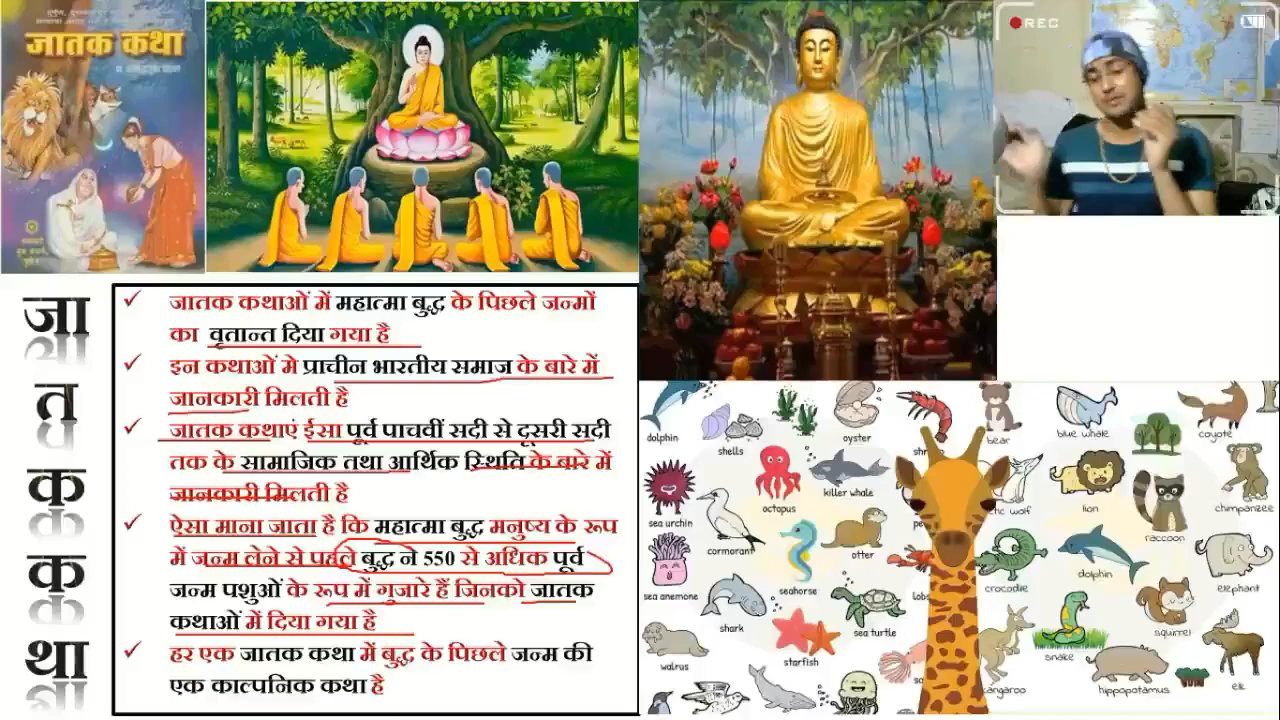 जातक कथा
REC
जा
त
क
क
था
✓ जातक कथाओं में महात्मा बुद्ध के पिछले जन्मों
का वृतान्त दिया गया है
✓ इन कथाओं मे प्राचीन भारतीय समाज के बारे में
जानकारी मिलती है
✓ जातक कथाएं ईसा पूर्व पाचवीं सदी से दूसरी सदी
तक के सामाजिक तथा आर्थिक स्थिति के बारे में
जानकारी मिलती है
✓ ऐसा माना जाता है कि महात्मा बुद्ध मनुष्य के रूप
में जन्म लेने से पहले बुद्ध ने 550 से अधिक पूर्व
जन्म पशुओं के रूप में गुजारे हैं जिनको जातक
कथाओं में दिया गया है
✓ हर एक जातक कथा में बुद्ध के पिछले जन्म की
एक काल्पनिक कथा है
dolphin
shells
oyster
bear
blue whale
coyote
sea urchin
octopus
killer whale
lion
raccoon
chimpanzee
cormorant
seahorse
otter
crocodile
dolphin
elephant
sea anemone
shark
sea turtle
snake
squirrel
walrus
starfish
hippopotamus
elk